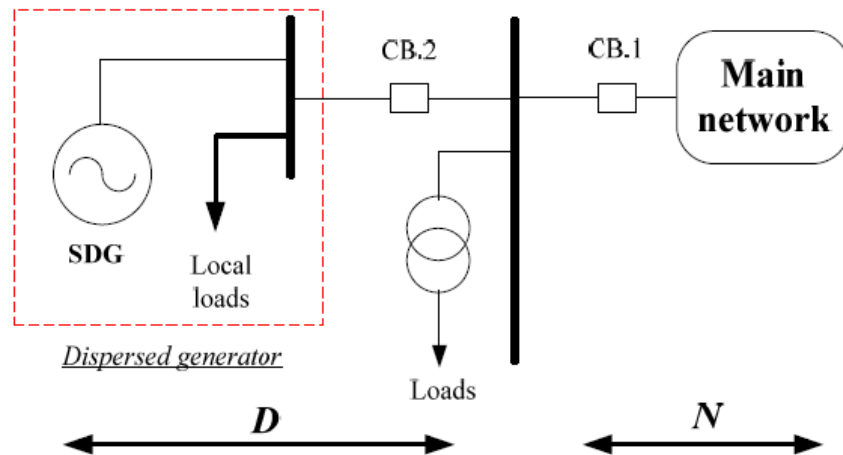 CB.2
CB.1
Main
network
SDG
Local
loads
Dispersed generator
Loads
D
N